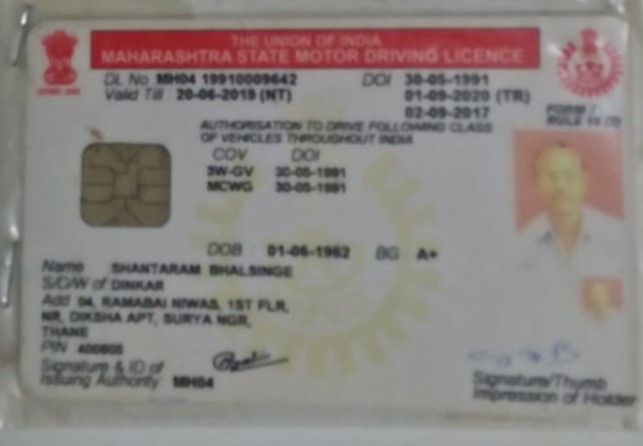 THE UNION OF INDIA
MAHARASHTRA STATE MOTOR DRIVING LICENCE
DL No MH04 19910009642 DOI : 30-05-1991
Valid Till : 20-06-2019 (NT) 01-09-2020 (TR)
02-09-2017
FORM 7
RULE 16 (2)
AUTHORISATION TO DRIVE FOLLOWING CLASS
OF VEHICLES THROUGHOUT INDIA
COV DOI
3W-GV 30-05-1991
MCWG 30-05-1991
DOB : 01-06-1962 BG : A+
Name SHANTARAM BHALSINGE
S/D/W of DINKAR
Add 04, RAMABAI NIWAS, 1ST FLR,
NR, DIKSHA APT, SURYA NGR,
THANE
PIN 400605
Signature & ID of
Issuing Authority: MH04
Signature/Thumb
Impression of Holder